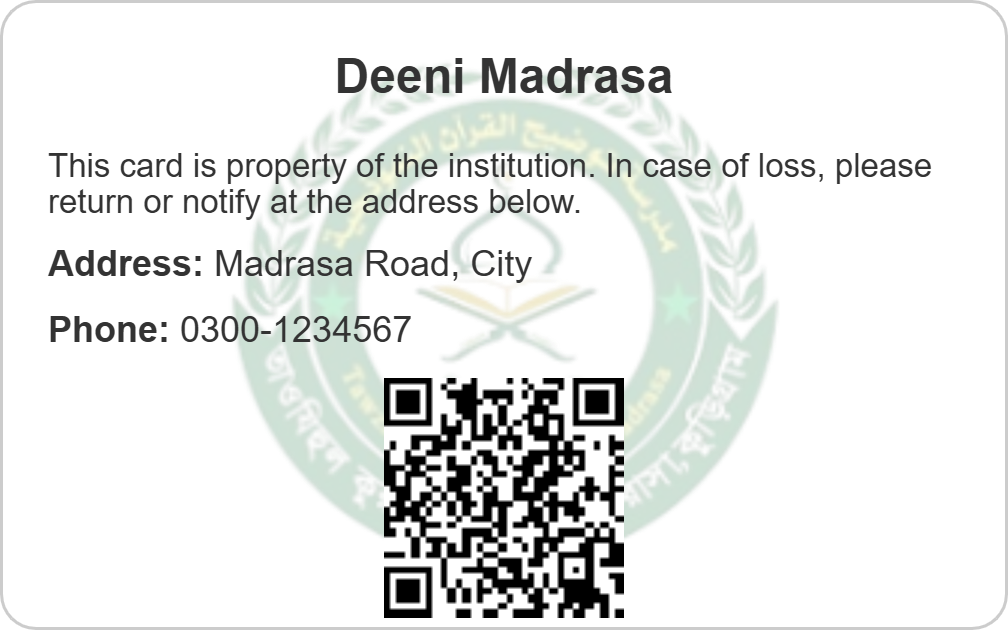 Deeni Madrasa
This card is property of the institution. In case of loss, please
return or notify at the address below.
Address: Madrasa Road, City
Phone: 0300-1234567